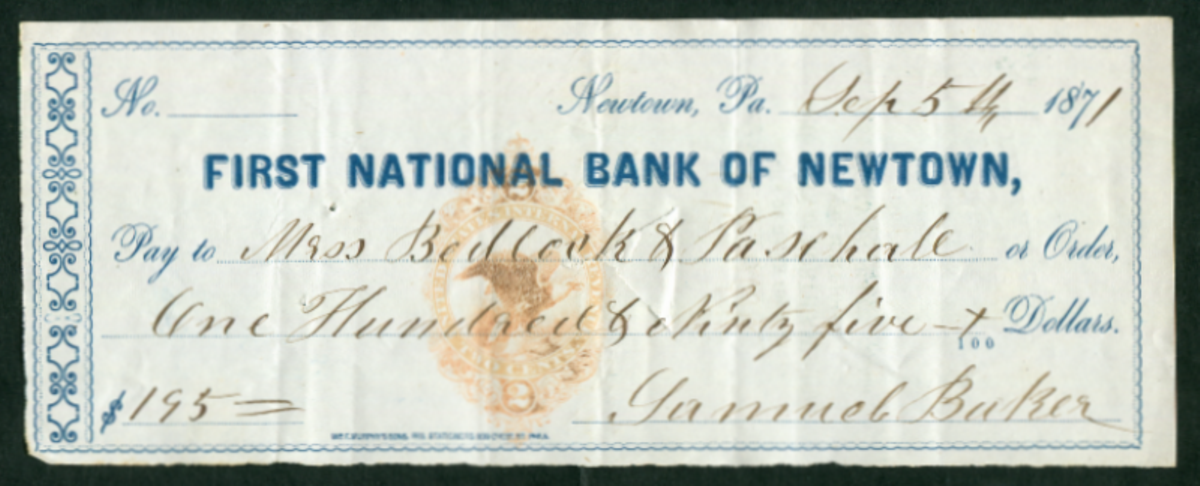 No. Newtown, Pa. Sep 5th 1871
FIRST NATIONAL BANK OF NEWTOWN,
Pay to Mess Bedlock & Paschale or Order,
One Hundred & Ninty five - + / 100 Dollars.
$195 = Samuel Baker